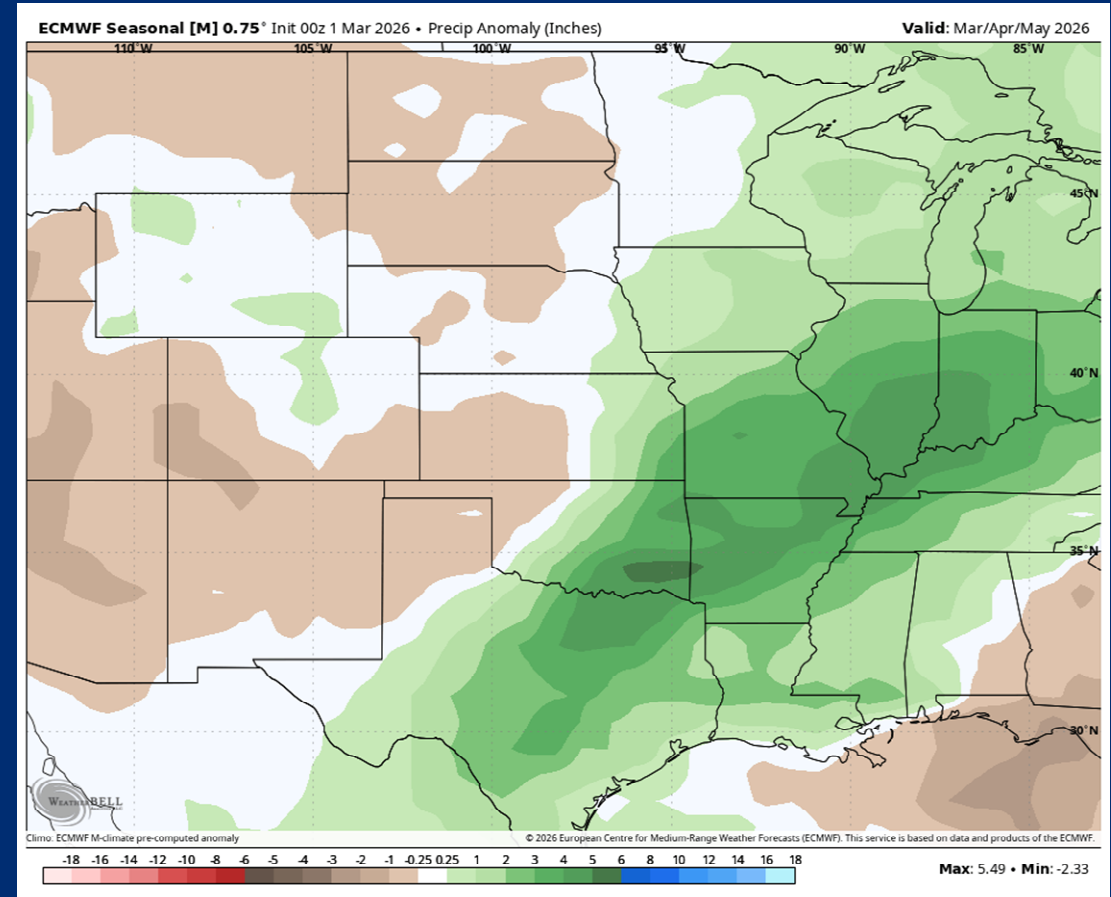 ECMWF Seasonal [M] 0.75° Init 00z 1 Mar 2026 • Precip Anomaly (Inches) Valid: Mar/Apr/May 2026
110°W 105°W 100°W 95°W 90°W 85°W
45°N
40°N
35°N
30°N
WeatherBELL
Climo: ECMWF M-climate pre-computed anomaly © 2026 European Centre for Medium-Range Weather Forecasts (ECMWF). This service is based on data and products of the ECMWF.
-18 -16 -14 -12 -10 -8 -6 -5 -4 -3 -2 -1 -0.25 0.25 1 2 3 4 5 6 8 10 12 14 16 18
Max: 5.49 • Min: -2.33